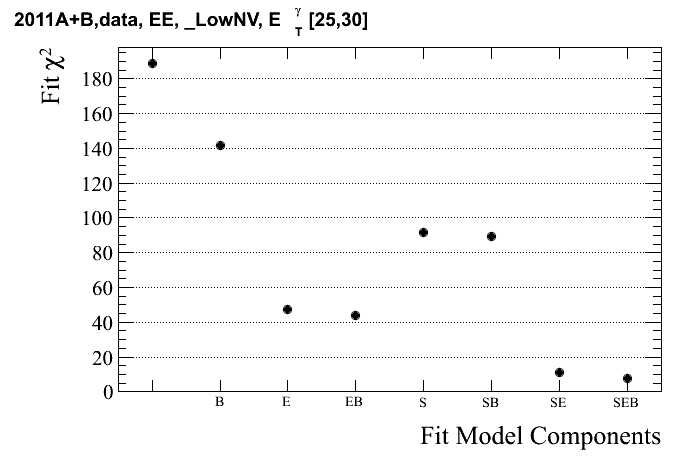 2011A+B,data, EE, _LowNV, E γ T [25,30]
Fit χ²
180
160
140
120
100
80
60
40
20
0
B E EB S SB SE SEB
Fit Model Components